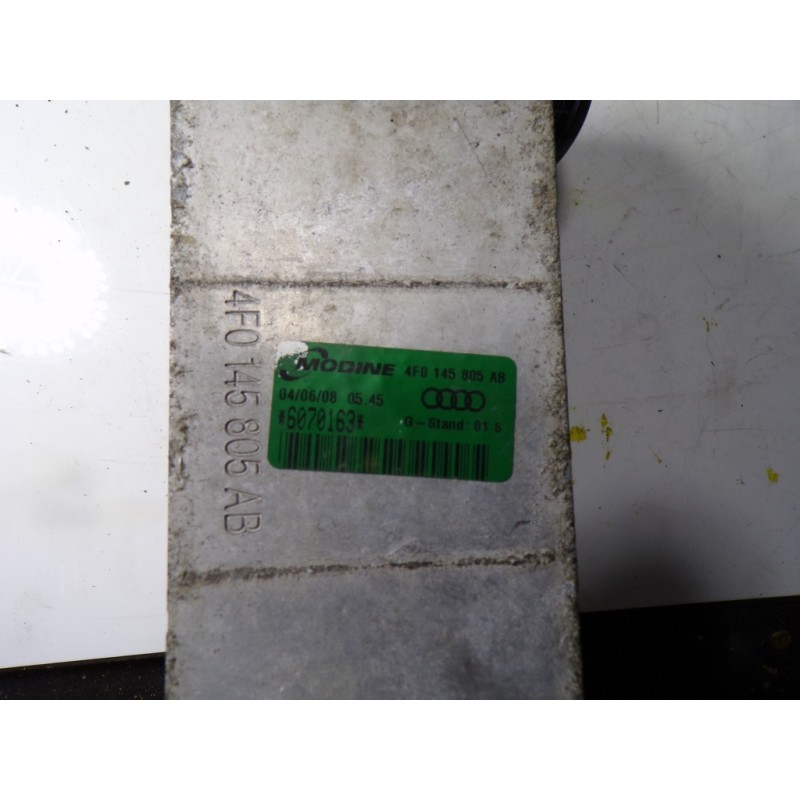 4F0 145 805 AB
MODINE 4F0 145 805 AB
04/06/08 05.45
*6070163* G-Stand: 01 S